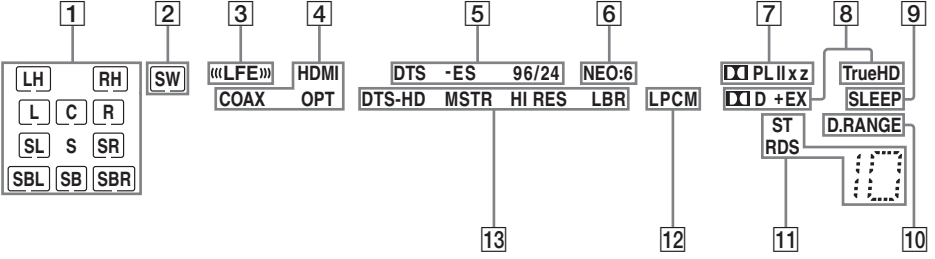 1 2 3 4 5 6 7 8 9
LH RH SW (((LFE))) HDMI DTS -ES 96/24 NEO:6 PLIIxz TrueHD
COAX OPT DTS-HD MSTR HI RES LBR LPCM D +EX SLEEP
L C R ST D.RANGE
SL S SR RDS
SBL SB SBR 10
13 12 11 10